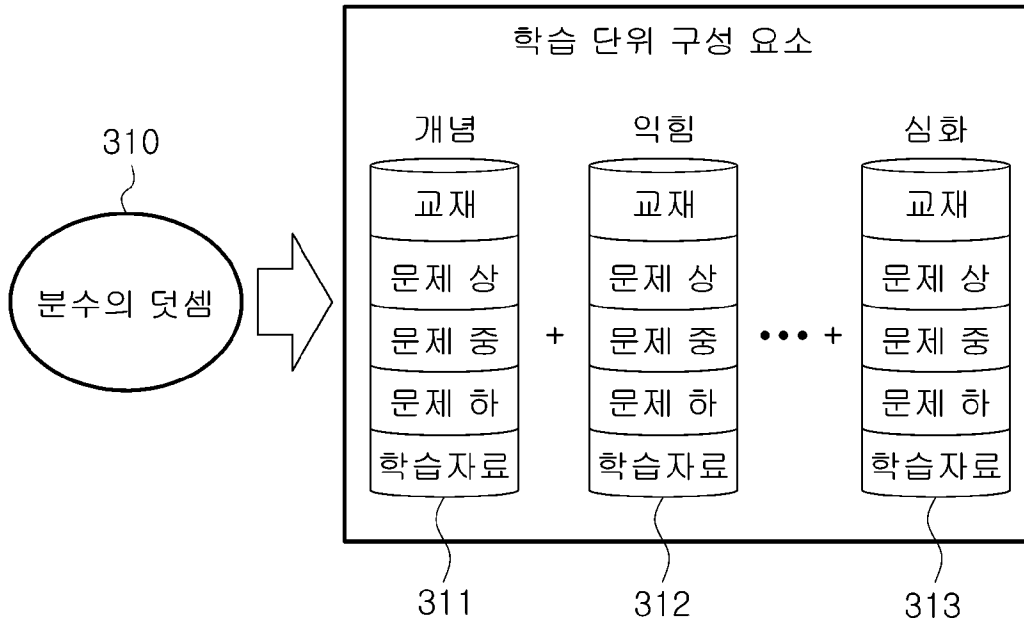 학습 단위 구성 요소
310
분수의 덧셈
개념
교재
문제 상
문제 중
문제 하
학습자료
311
+
익힘
교재
문제 상
문제 중
문제 하
학습자료
312
••• +
심화
교재
문제 상
문제 중
문제 하
학습자료
313